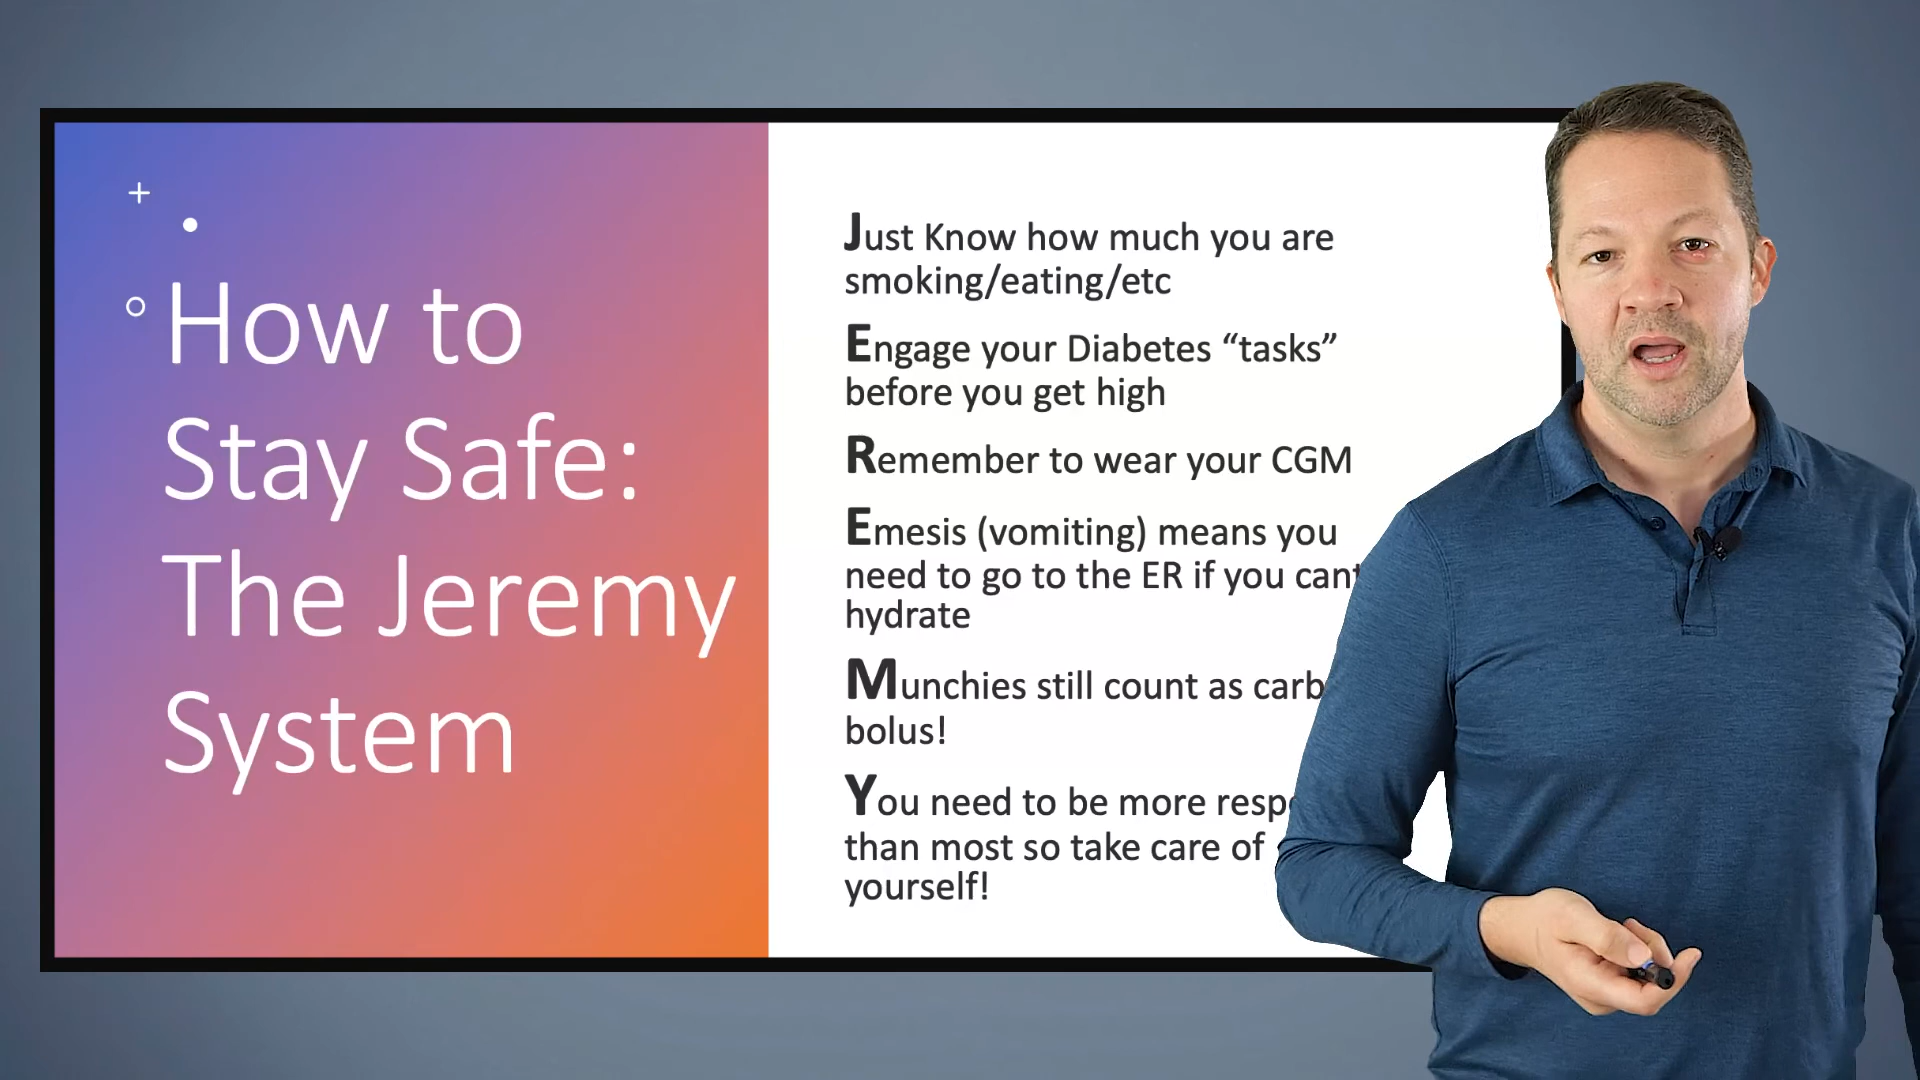 How to
Stay Safe:
The Jeremy
System
Just Know how much you are
smoking/eating/etc
Engage your Diabetes “tasks”
before you get high
Remember to wear your CGM
Emesis (vomiting) means you
need to go to the ER if you cant
hydrate
Munchies still count as carb
bolus!
You need to be more
than most so take care of
yourself!